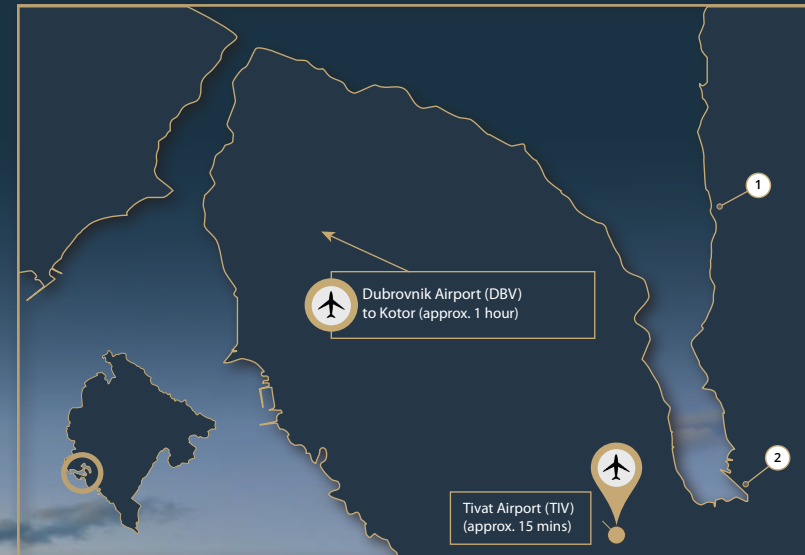 1
Dubrovnik Airport (DBV)
to Kotor (approx. 1 hour)
2
Tivat Airport (TIV)
(approx. 15 mins)